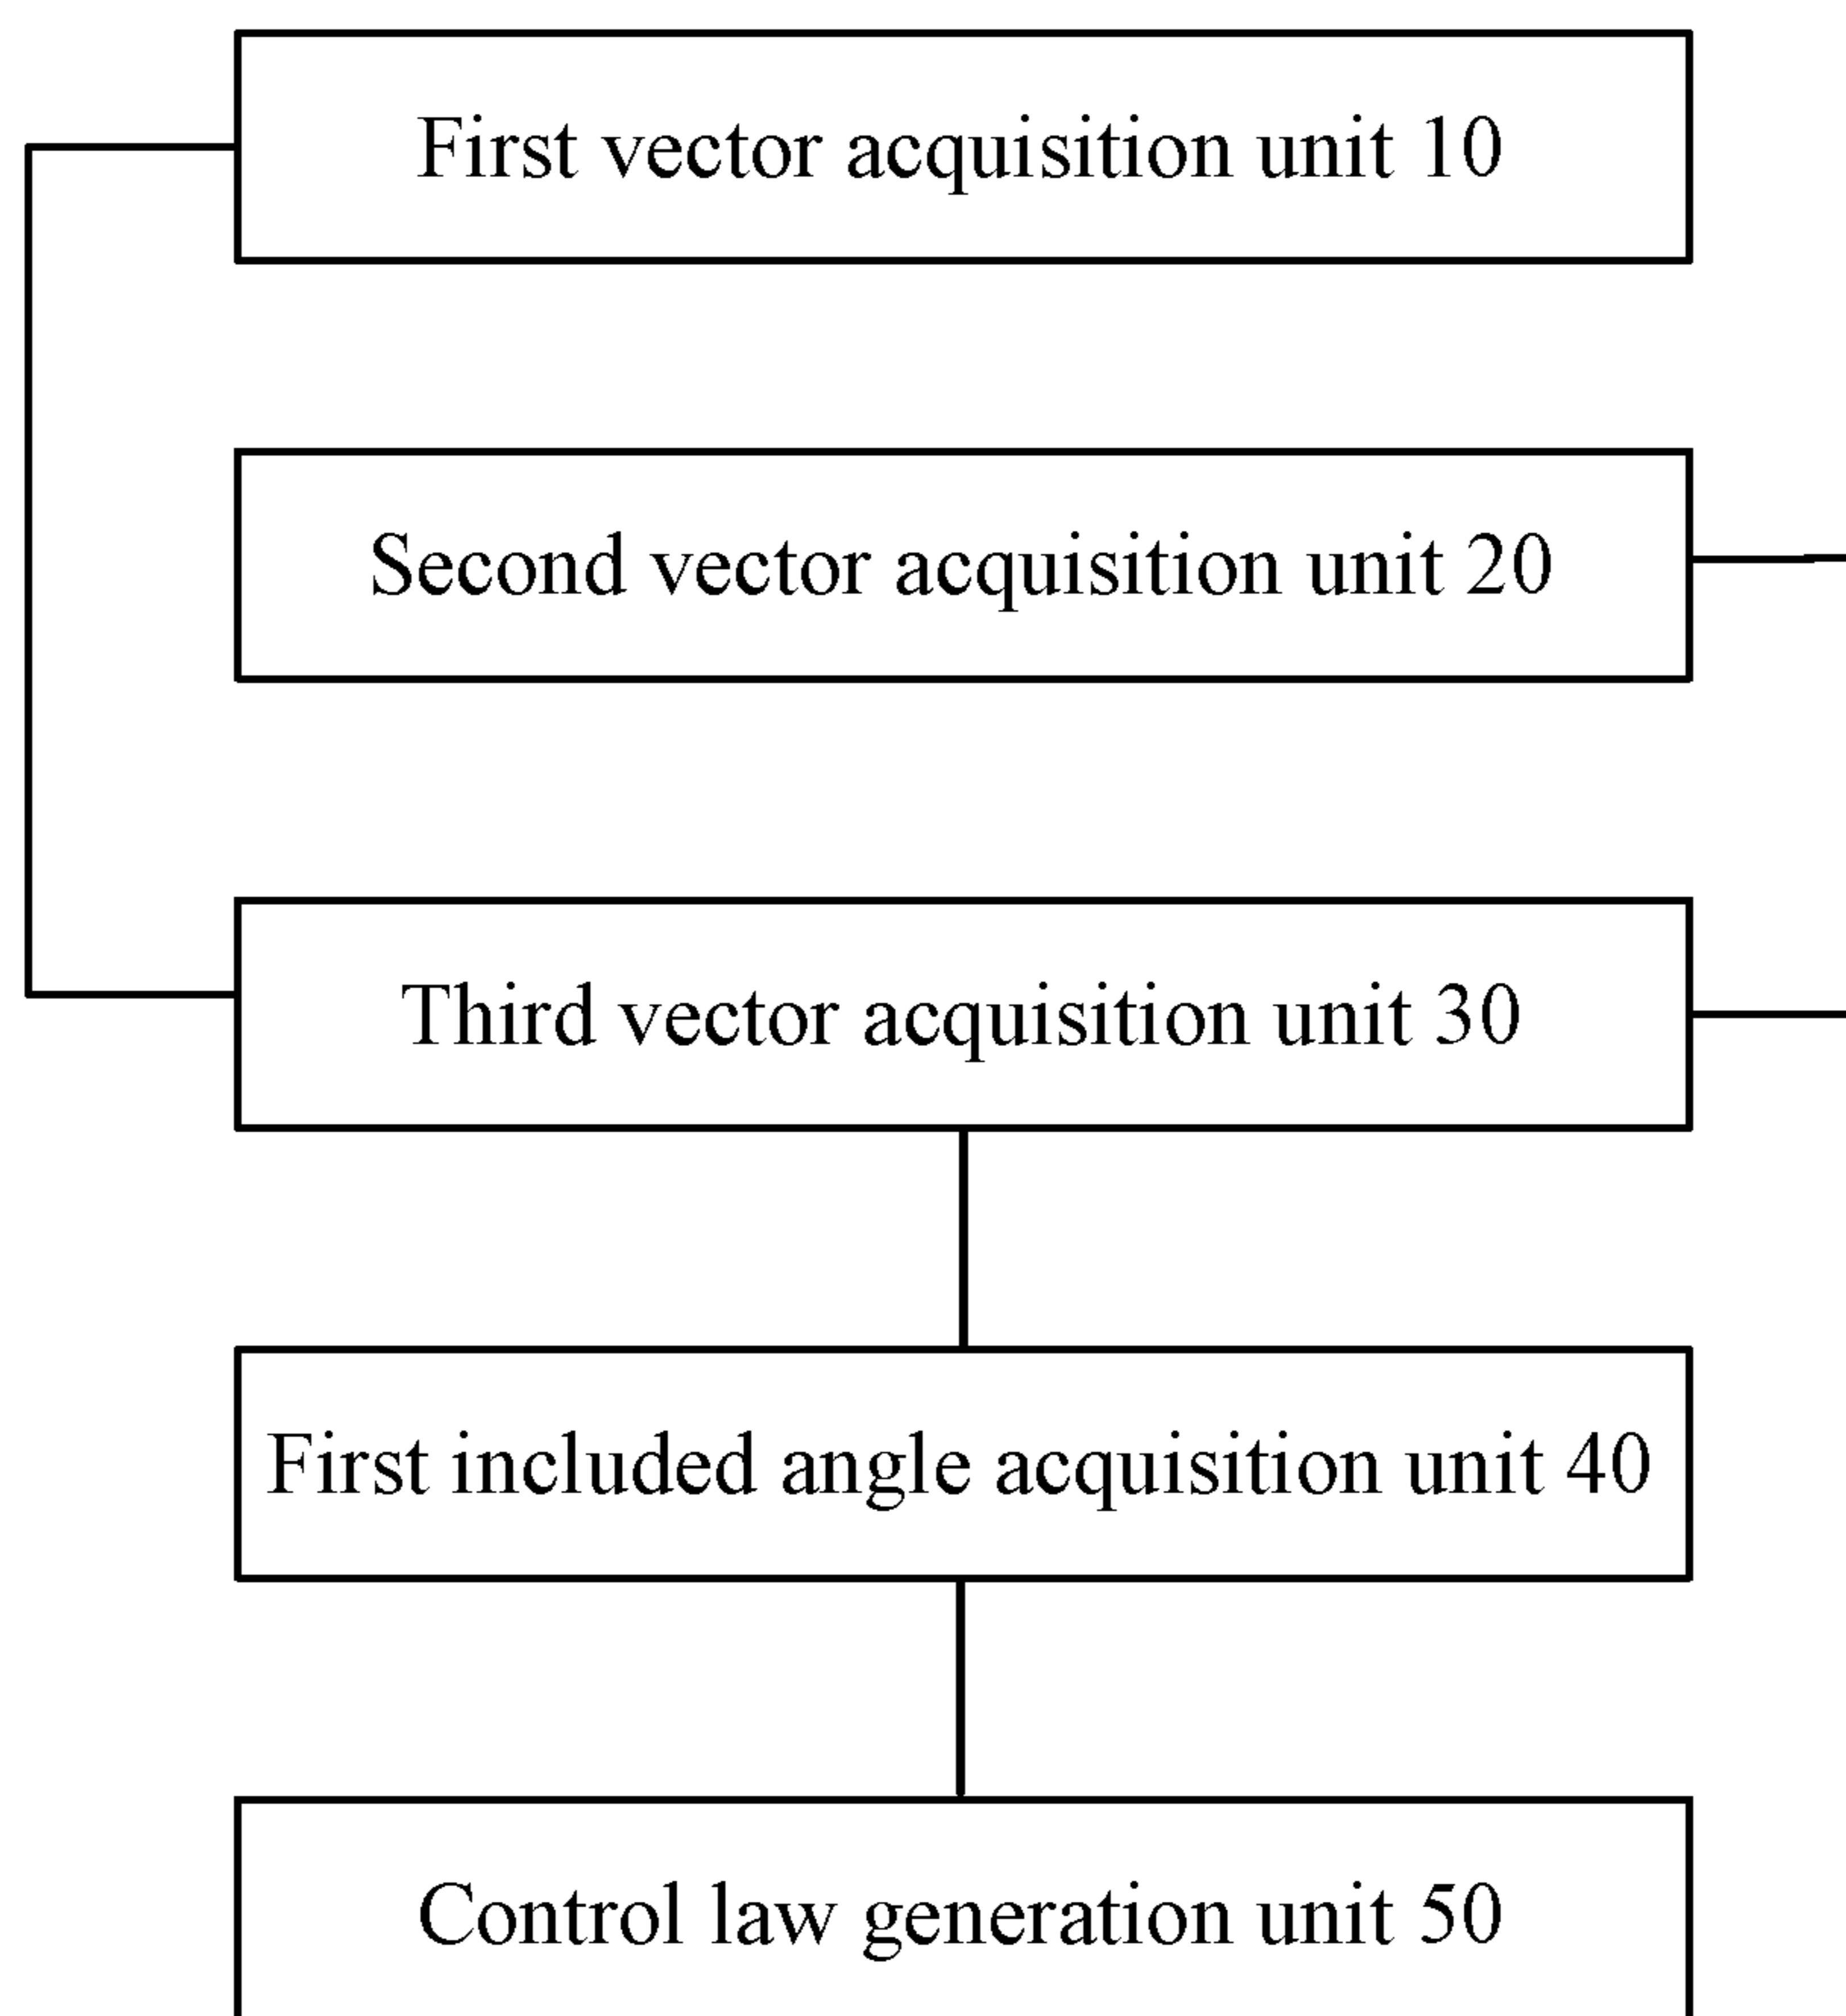 First vector acquisition unit 10
Second vector acquisition unit 20
Third vector acquisition unit 30
First included angle acquisition unit 40
Control law generation unit 50